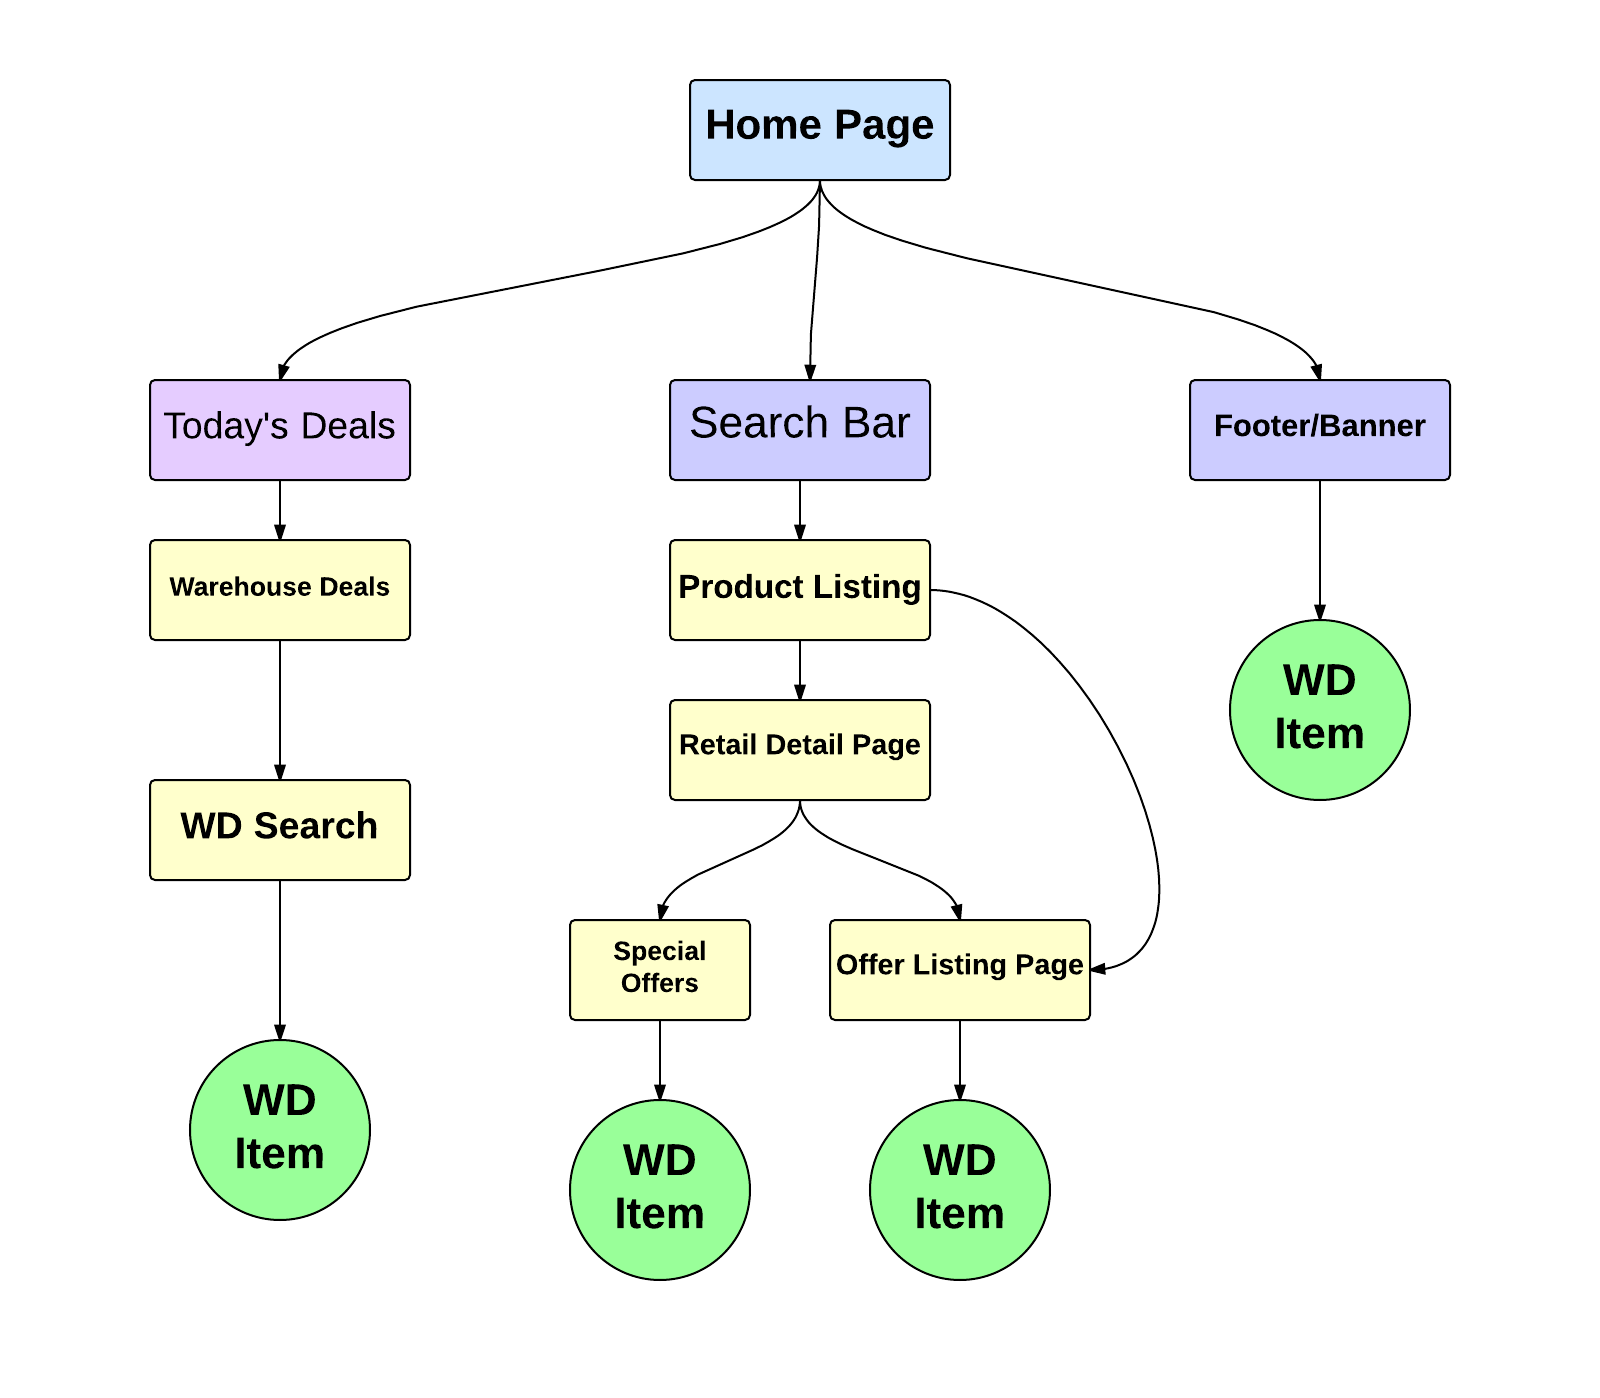 Home Page
Today's Deals
Search Bar
Footer/Banner
Warehouse Deals
Product Listing
WD
Item
Retail Detail Page
WD Search
Special
Offers
Offer Listing Page
WD
Item
WD
Item
WD
Item